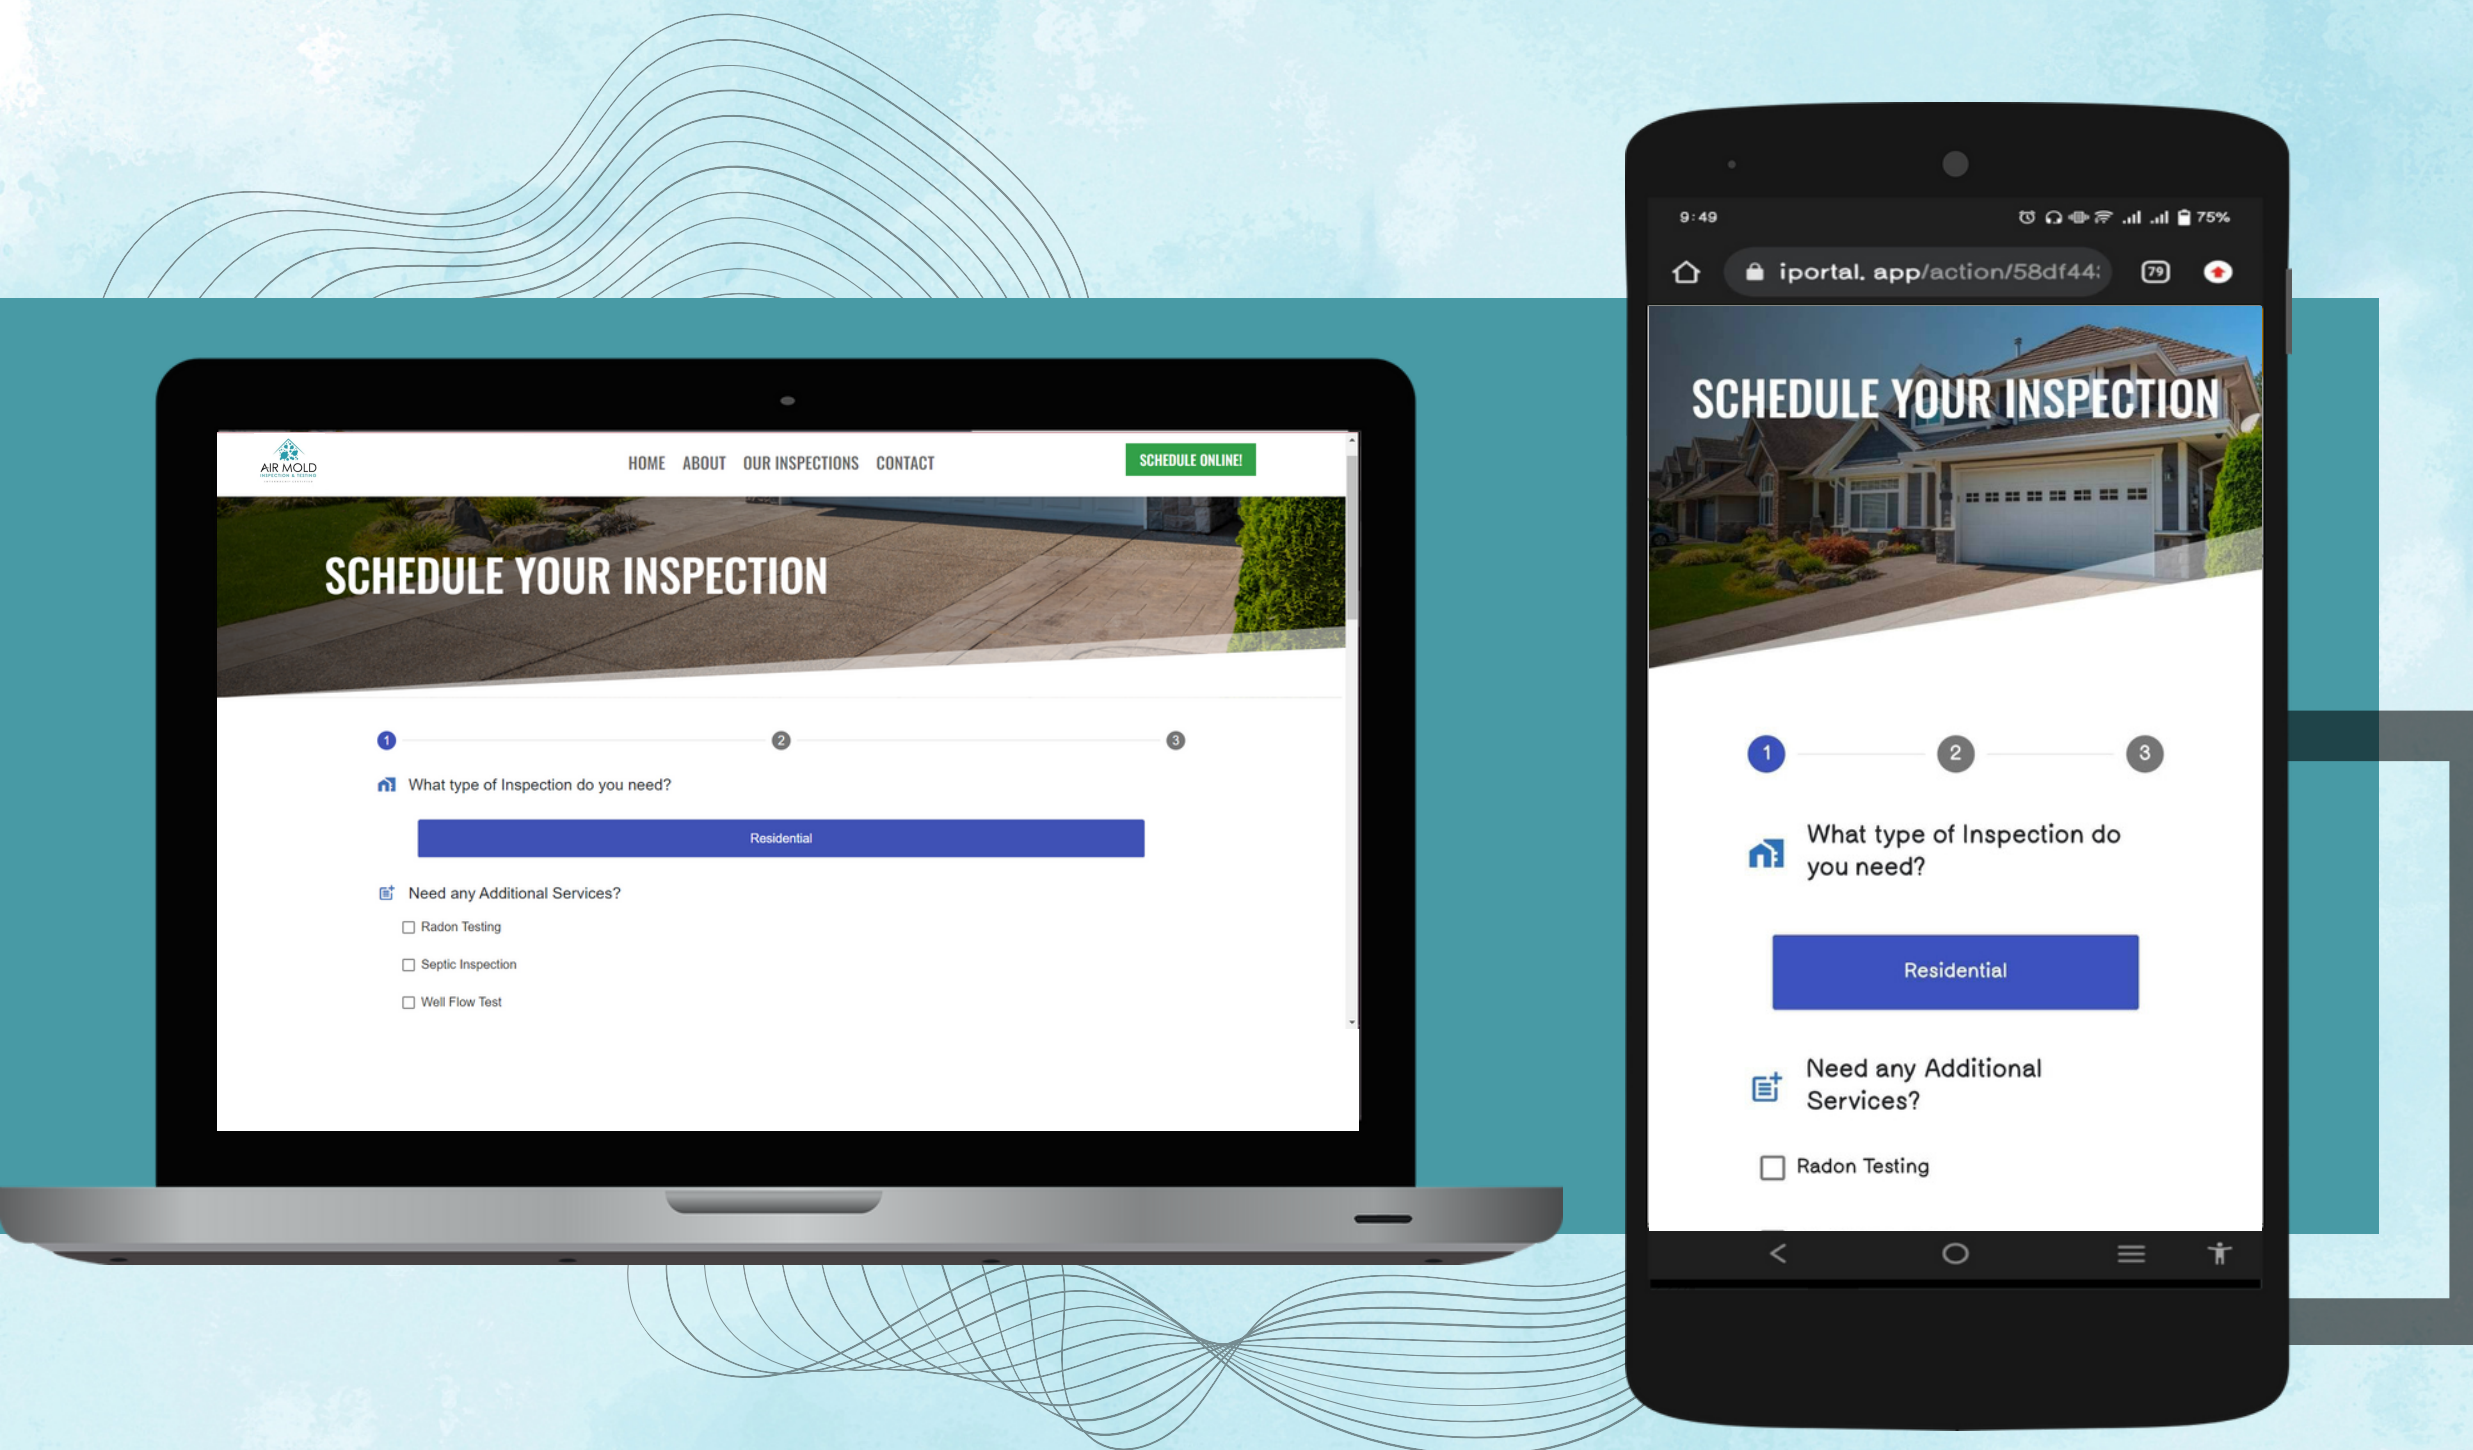 AIR MOLD
INSPECTION & TESTING
HOME ABOUT OUR INSPECTIONS CONTACT
SCHEDULE ONLINE!
SCHEDULE YOUR INSPECTION
1 2 3
What type of Inspection do you need?
Residential
Need any Additional Services?
Radon Testing
Septic Inspection
Well Flow Test
9:49 75%
iportal. app/action/58df44 79
SCHEDULE YOUR INSPECTION
1 2 3
What type of Inspection do
you need?
Residential
Need any Additional
Services?
Radon Testing